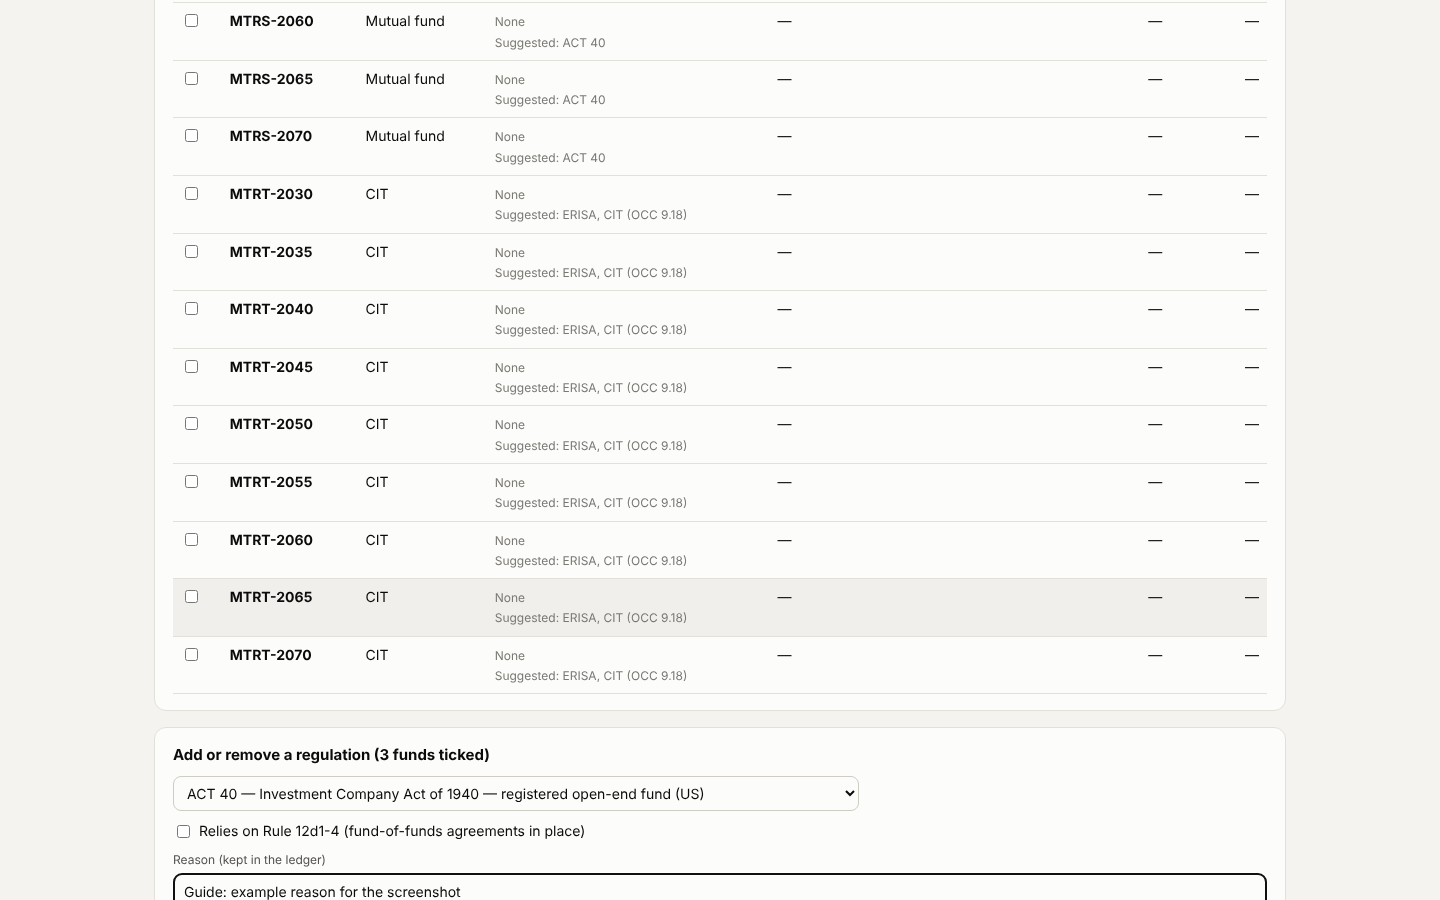 MTRS-2060 Mutual fund None — — —
Suggested: ACT 40
MTRS-2065 Mutual fund None — — —
Suggested: ACT 40
MTRS-2070 Mutual fund None — — —
Suggested: ACT 40
MTRT-2030 CIT None — — —
Suggested: ERISA, CIT (OCC 9.18)
MTRT-2035 CIT None — — —
Suggested: ERISA, CIT (OCC 9.18)
MTRT-2040 CIT None — — —
Suggested: ERISA, CIT (OCC 9.18)
MTRT-2045 CIT None — — —
Suggested: ERISA, CIT (OCC 9.18)
MTRT-2050 CIT None — — —
Suggested: ERISA, CIT (OCC 9.18)
MTRT-2055 CIT None — — —
Suggested: ERISA, CIT (OCC 9.18)
MTRT-2060 CIT None — — —
Suggested: ERISA, CIT (OCC 9.18)
MTRT-2065 CIT None — — —
Suggested: ERISA, CIT (OCC 9.18)
MTRT-2070 CIT None — — —
Suggested: ERISA, CIT (OCC 9.18)
Add or remove a regulation (3 funds ticked)
ACT 40 — Investment Company Act of 1940 — registered open-end fund (US)
Relies on Rule 12d1-4 (fund-of-funds agreements in place)
Reason (kept in the ledger)
Guide: example reason for the screenshot